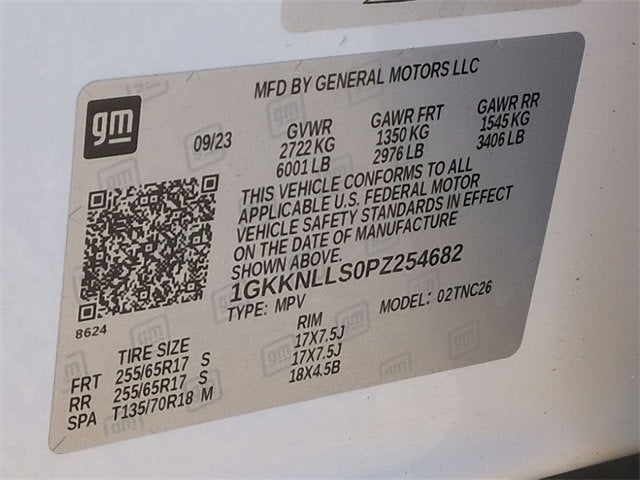 MFD BY GENERAL MOTORS LLC
gm
09/23
GVWR GAWR FRT GAWR RR
2722 KG 1350 KG 1545 KG
6001 LB 2976 LB 3406 LB
THIS VEHICLE CONFORMS TO ALL
APPLICABLE U.S. FEDERAL MOTOR
VEHICLE SAFETY STANDARDS IN EFFECT
ON THE DATE OF MANUFACTURE
SHOWN ABOVE.
1GKKNLLS0PZ254682
TYPE: MPV MODEL: 02TNC26
8624
TIRE SIZE RIM
FRT 255/65R17 S 17X7.5J
RR 255/65R17 S 17X7.5J
SPA T135/70R18 M 18X4.5B